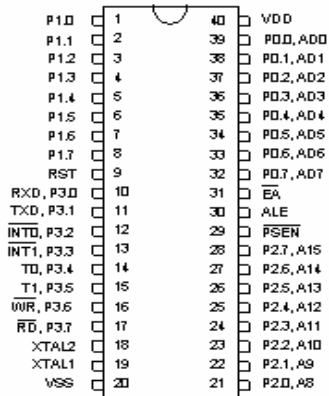 P1.0 1 40 VDD
P1.1 2 39 P0.0, AD0
P1.2 3 38 P0.1, AD1
P1.3 4 37 P0.2, AD2
P1.4 5 36 P0.3, AD3
P1.5 6 35 P0.4, AD4
P1.6 7 34 P0.5, AD5
P1.7 8 33 P0.6, AD6
RST 9 32 P0.7, AD7
RXD, P3.0 10 31 E̅A̅
TXD, P3.1 11 30 ALE
I̅N̅T̅0̅, P3.2 12 29 P̅S̅E̅N̅
I̅N̅T̅1̅, P3.3 13 28 P2.7, A15
T0, P3.4 14 27 P2.6, A14
T1, P3.5 15 26 P2.5, A13
W̅R̅, P3.6 16 25 P2.4, A12
R̅D̅, P3.7 17 24 P2.3, A11
XTAL2 18 23 P2.2, A10
XTAL1 19 22 P2.1, A9
VSS 20 21 P2.0, A8